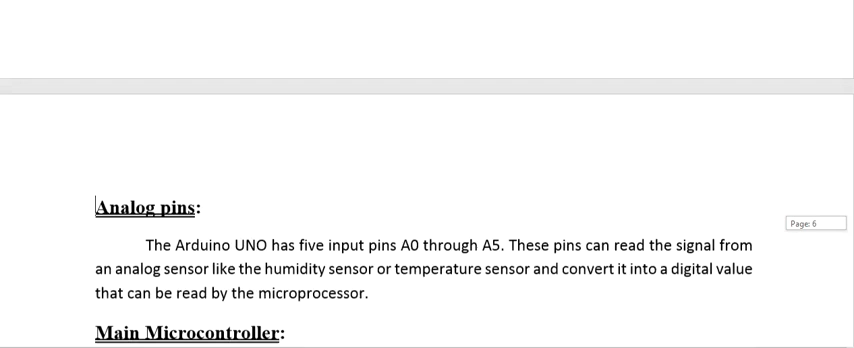 Analog pins:
Page: 6
The Arduino UNO has five input pins A0 through A5. These pins can read the signal from
an analog sensor like the humidity sensor or temperature sensor and convert it into a digital value
that can be read by the microprocessor.
Main Microcontroller: